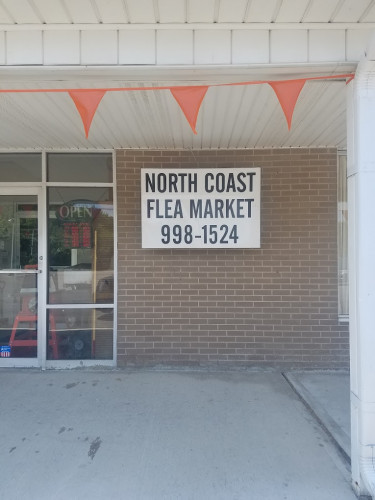 NORTH COAST
FLEA MARKET
998-1524
OPEN